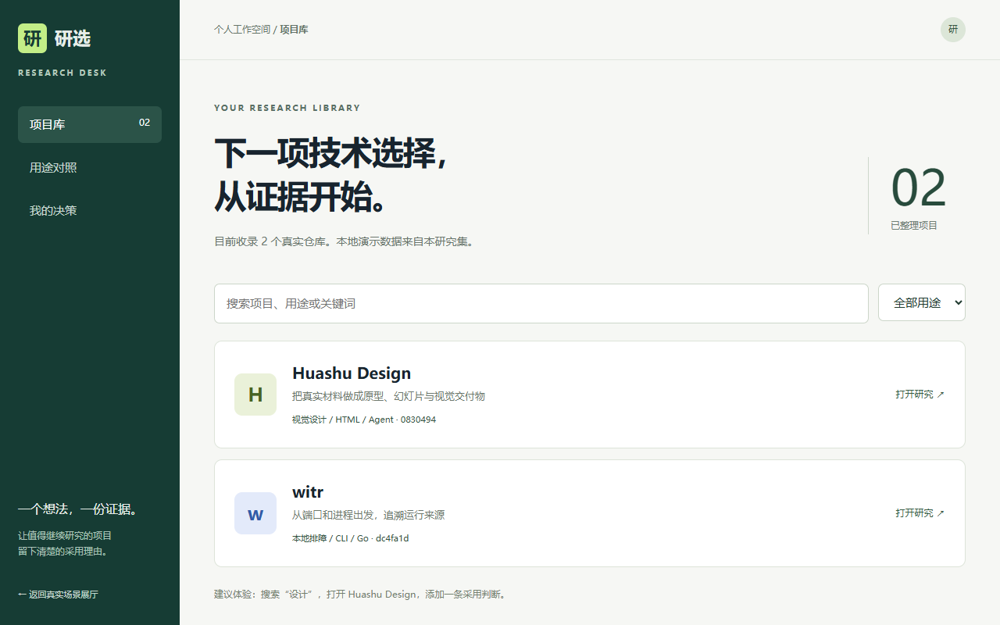 研 研选
RESEARCH DESK
项目库 02
用途对照
我的决策
一个想法，一份证据。
让值得继续研究的项目
留下清楚的采用理由。
← 返回真实场景展厅
个人工作空间 / 项目库
研
YOUR RESEARCH LIBRARY
下一项技术选择，
从证据开始。
目前收录 2 个真实仓库。本地演示数据来自本研究集。
02
已整理项目
搜索项目、用途或关键词
全部用途
H
Huashu Design
把真实材料做成原型、幻灯片与视觉交付物
视觉设计 / HTML / Agent · 0830494
打开研究 ↗
w
witr
从端口和进程出发，追溯运行来源
本地排障 / CLI / Go · dc4fa1d
打开研究 ↗
建议体验：搜索“设计”，打开 Huashu Design，添加一条采用判断。